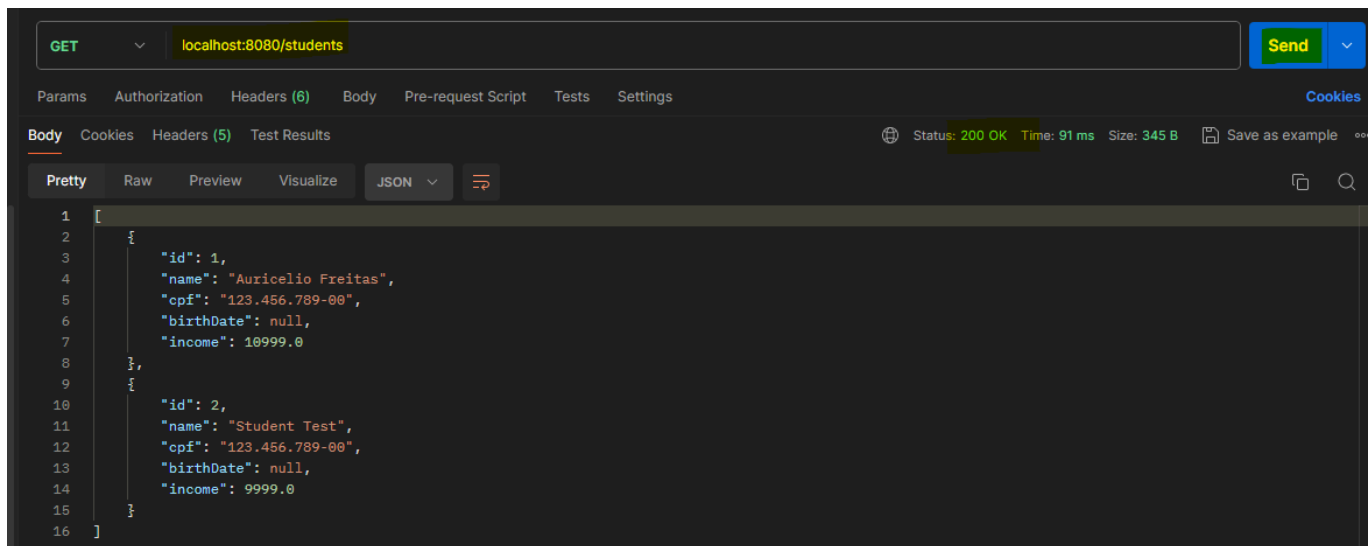 GET localhost:8080/students Send
Params Authorization Headers (6) Body Pre-request Script Tests Settings Cookies
Body Cookies Headers (5) Test Results Status: 200 OK Time: 91 ms Size: 345 B Save as example
Pretty Raw Preview Visualize JSON
1 [
2 {
3 "id": 1,
4 "name": "Auricelio Freitas",
5 "cpf": "123.456.789-00",
6 "birthDate": null,
7 "income": 10999.0
8 },
9 {
10 "id": 2,
11 "name": "Student Test",
12 "cpf": "123.456.789-00",
13 "birthDate": null,
14 "income": 9999.0
15 }
16 ]